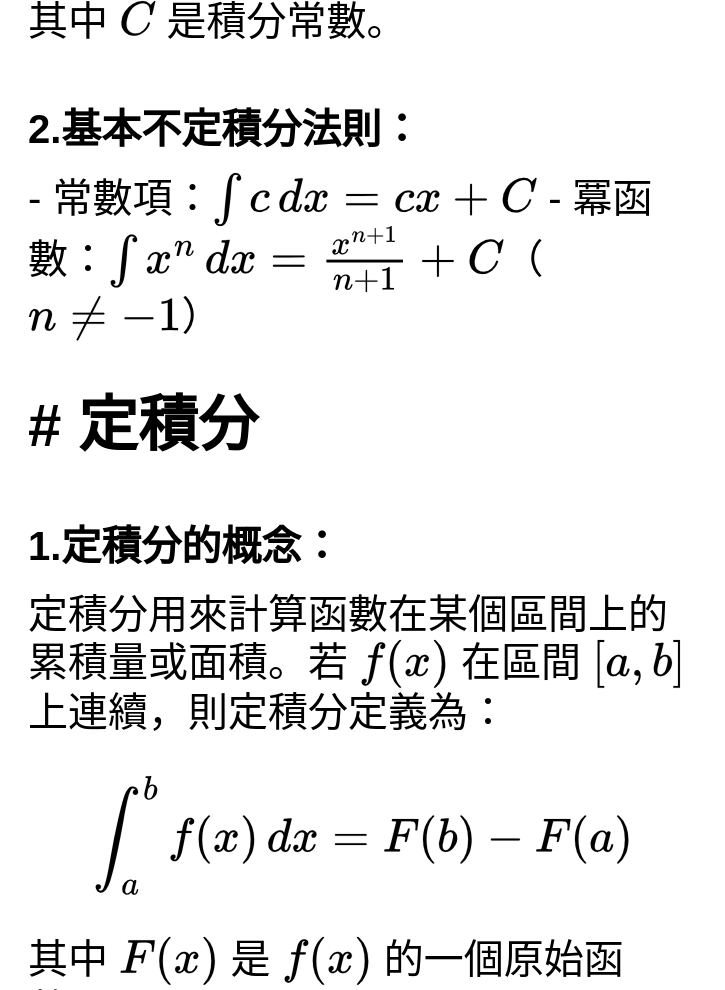 其中 $C$ 是積分常數。
2.基本不定積分法則：
- 常數項：$\int c\,dx = cx + C$ - 冪函
數：$\int x^n\,dx = \frac{x^{n+1}}{n+1} + C$（
$n \neq -1$）
# 定積分
1.定積分的概念：
定積分用來計算函數在某個區間上的
累積量或面積。若 $f(x)$ 在區間 $[a, b]$
上連續，則定積分定義為：
$\int_a^b f(x)\,dx = F(b) - F(a)$
其中 $F(x)$ 是 $f(x)$ 的一個原始函